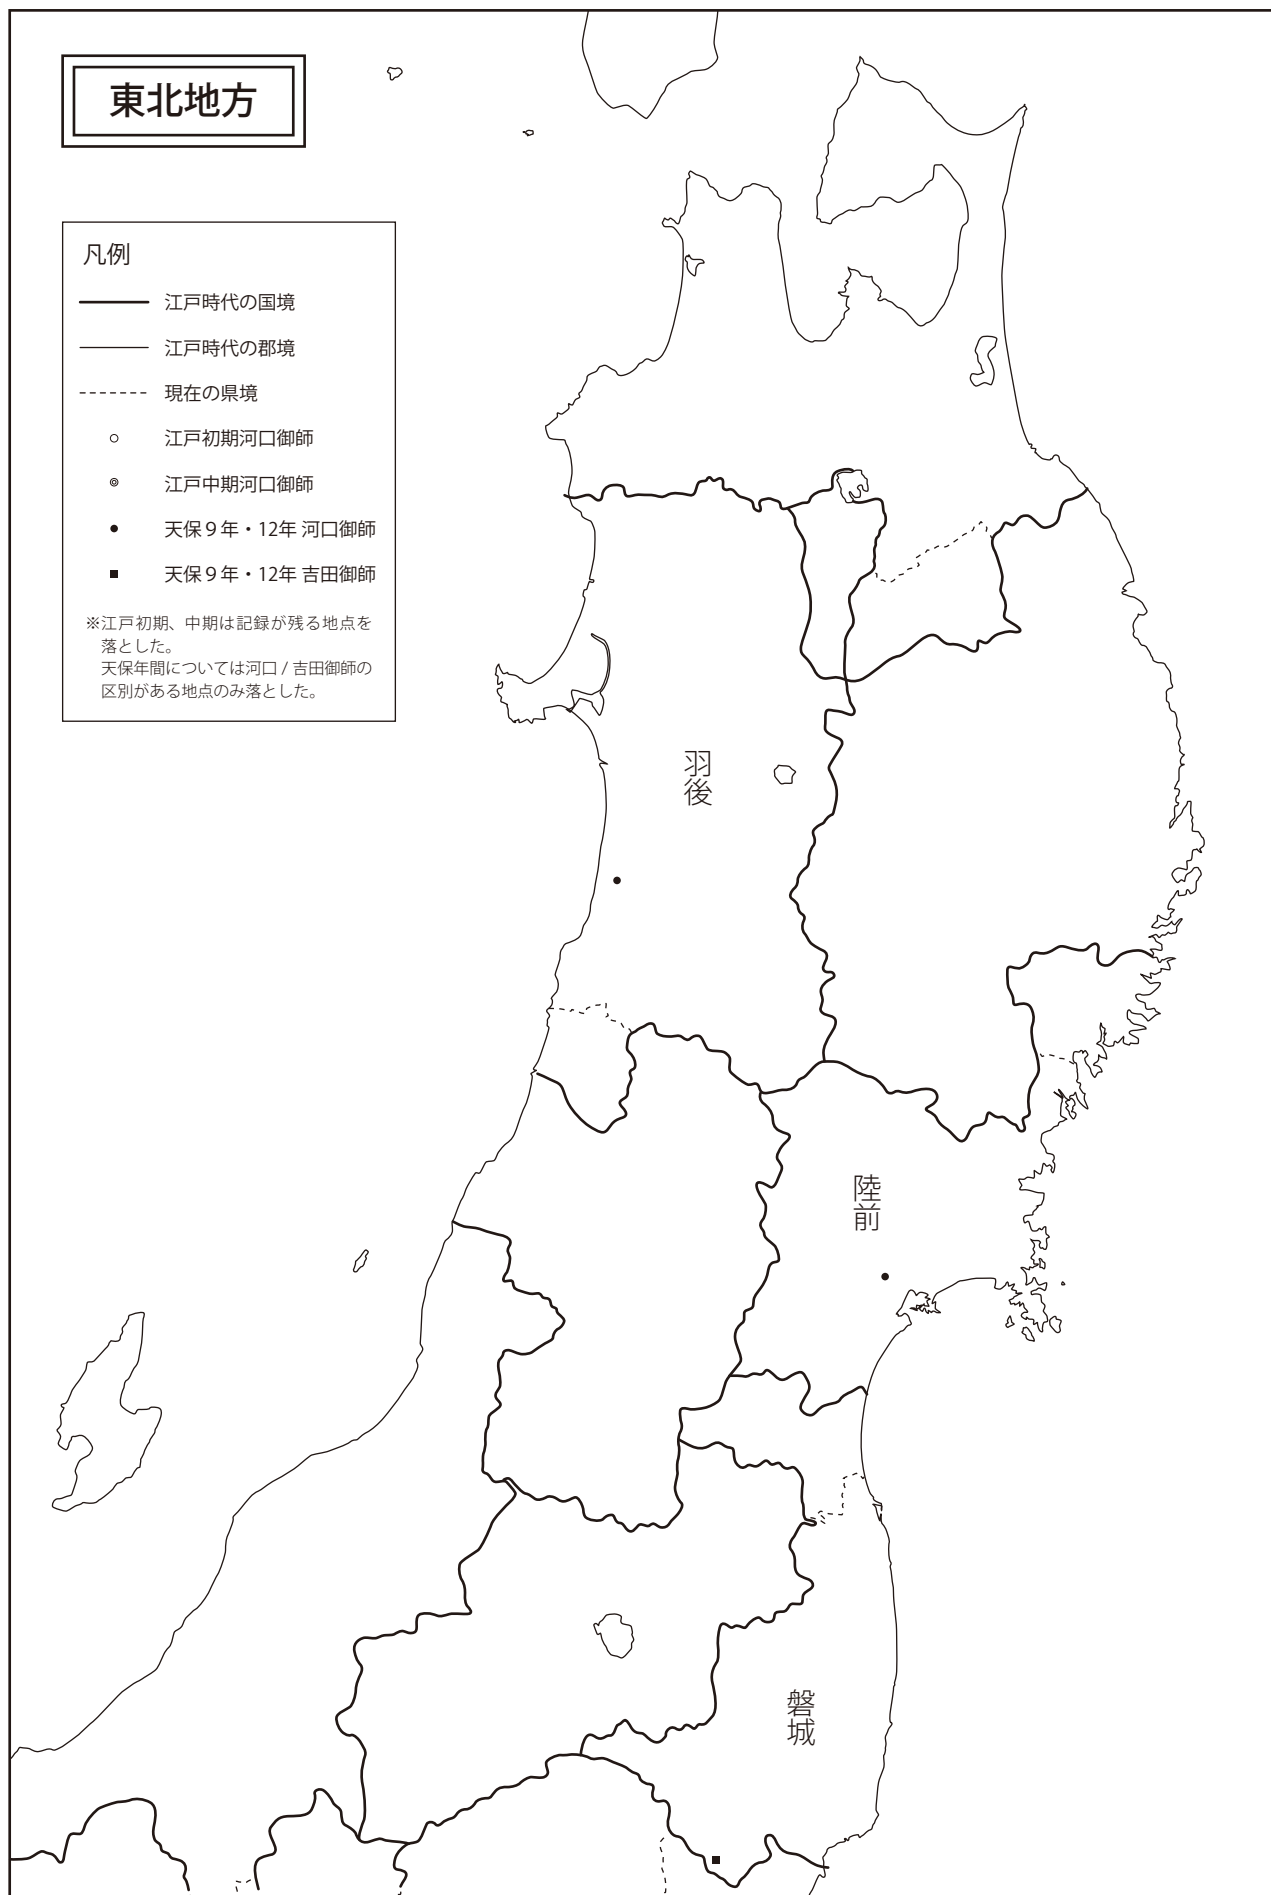 東北地方
凡例
江戸時代の国境
江戸時代の郡境
現在の県境
江戸初期河口御師
江戸中期河口御師
天保９年・12年 河口御師
天保９年・12年 吉田御師
※江戸初期、中期は記録が残る地点を
落とした。
天保年間については河口 / 吉田御師の
区別がある地点のみ落とした。
羽後
陸前
磐城